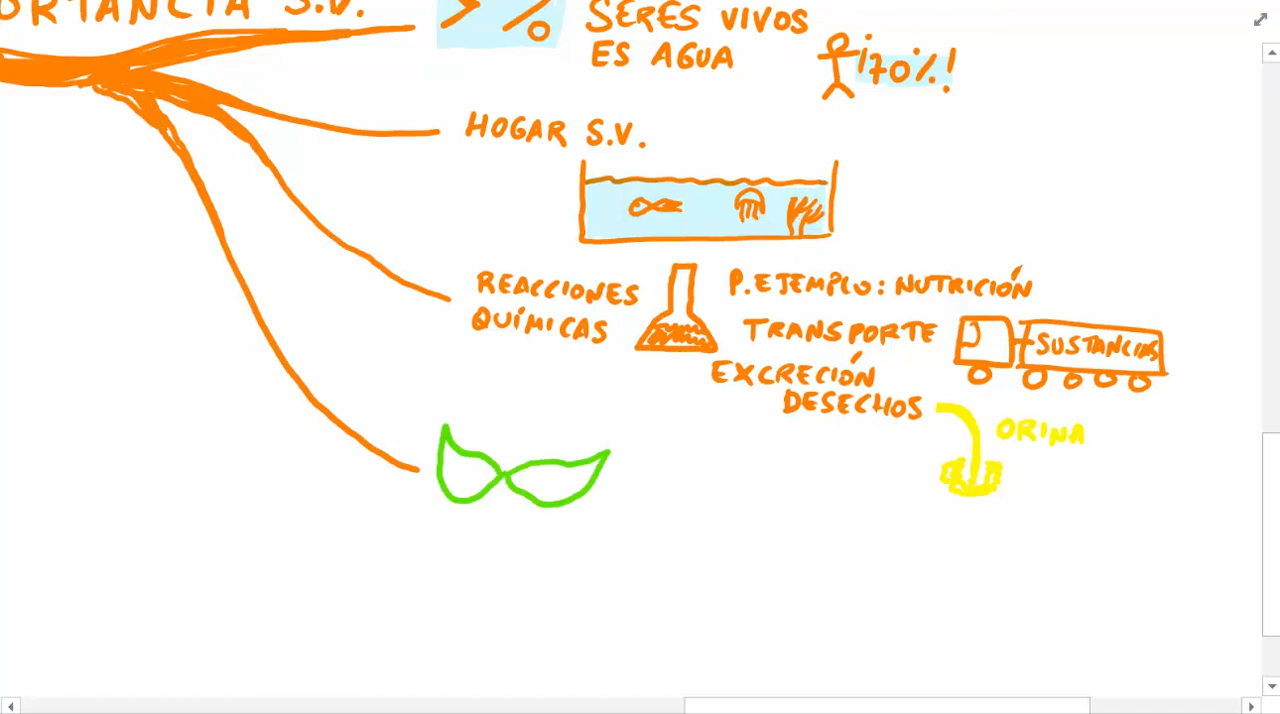 ORTANCIA S.V.
> % SERES VIVOS
ES AGUA
¡70%!
HOGAR S.V.
REACCIONES
QUÍMICAS
P.EJEMPLO: NUTRICIÓN
TRANSPORTE
SUSTANCIAS
EXCRECIÓN
DESECHOS
ORINA